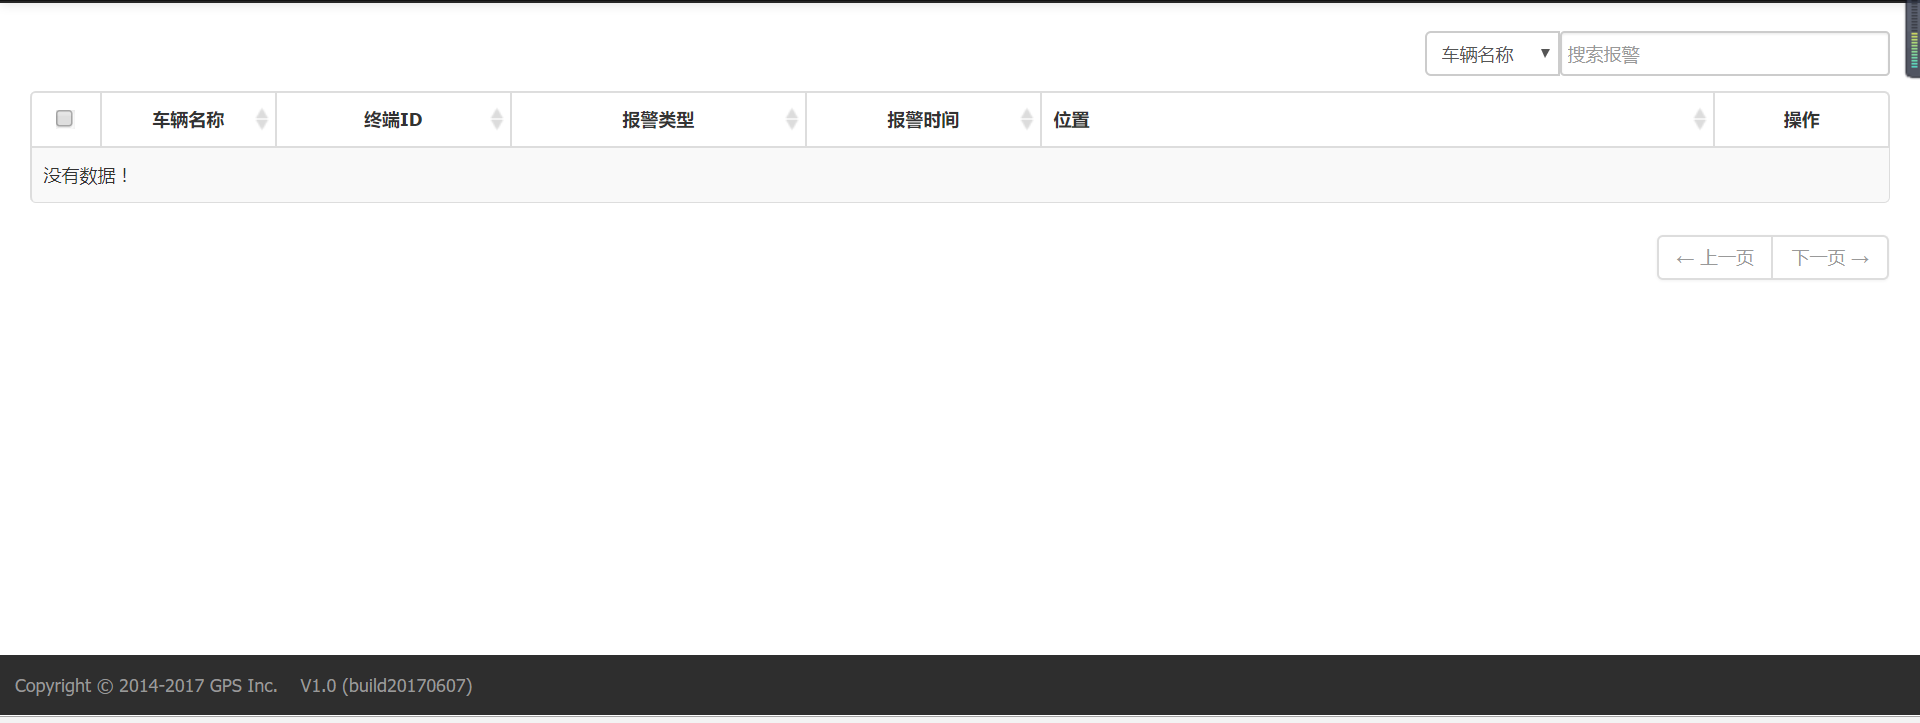 车辆名称 搜索报警
车辆名称 终端ID 报警类型 报警时间 位置 操作
没有数据！
← 上一页 下一页 →
Copyright © 2014-2017 GPS Inc. V1.0 (build20170607)